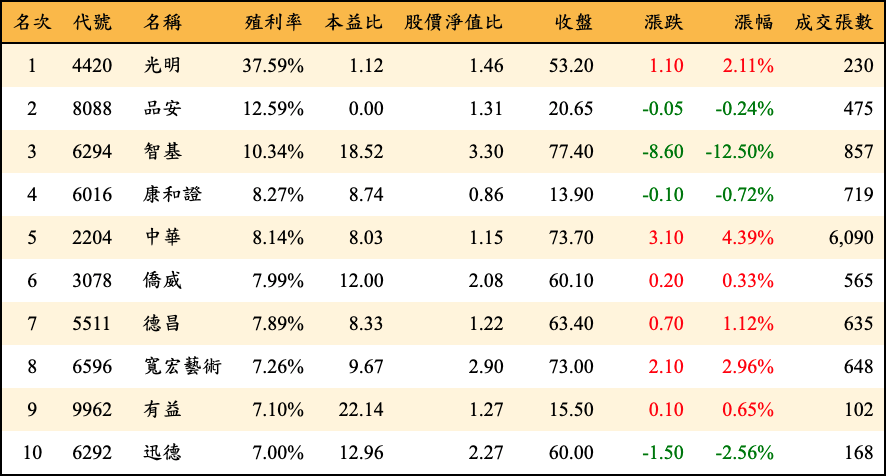 名次 代號 名稱 殖利率 本益比 股價淨值比 收盤 漲跌 漲幅 成交張數
1 4420 光明 37.59% 1.12 1.46 53.20 1.10 2.11% 230
2 8088 品安 12.59% 0.00 1.31 20.65 -0.05 -0.24% 475
3 6294 智基 10.34% 18.52 3.30 77.40 -8.60 -12.50% 857
4 6016 康和證 8.27% 8.74 0.86 13.90 -0.10 -0.72% 719
5 2204 中華 8.14% 8.03 1.15 73.70 3.10 4.39% 6,090
6 3078 僑威 7.99% 12.00 2.08 60.10 0.20 0.33% 565
7 5511 德昌 7.89% 8.33 1.22 63.40 0.70 1.12% 635
8 6596 寬宏藝術 7.26% 9.67 2.90 73.00 2.10 2.96% 648
9 9962 有益 7.10% 22.14 1.27 15.50 0.10 0.65% 102
10 6292 迅德 7.00% 12.96 2.27 60.00 -1.50 -2.56% 168